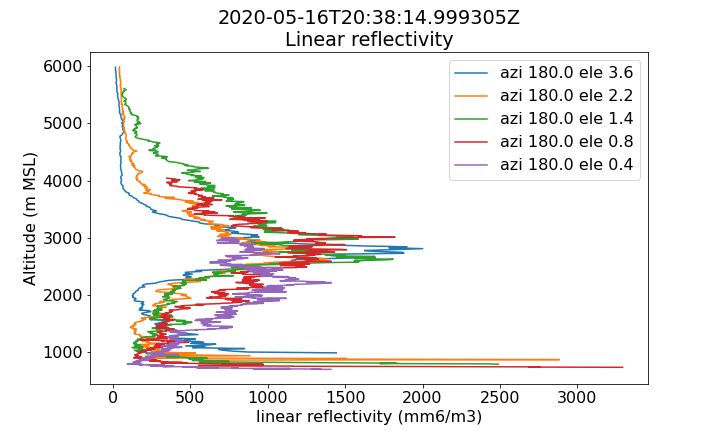 2020-05-16T20:38:14.999305Z
Linear reflectivity
azi 180.0 ele 3.6
azi 180.0 ele 2.2
azi 180.0 ele 1.4
azi 180.0 ele 0.8
azi 180.0 ele 0.4
Altitude (m MSL)
6000
5000
4000
3000
2000
1000
0 500 1000 1500 2000 2500 3000
linear reflectivity (mm6/m3)